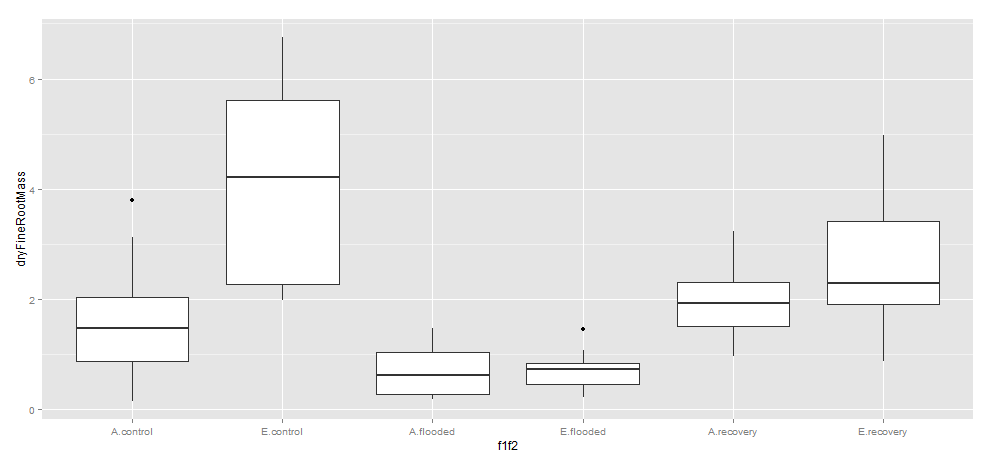 dryFineRootMass
6
4
2
0
A.control E.control A.flooded E.flooded A.recovery E.recovery
f1f2